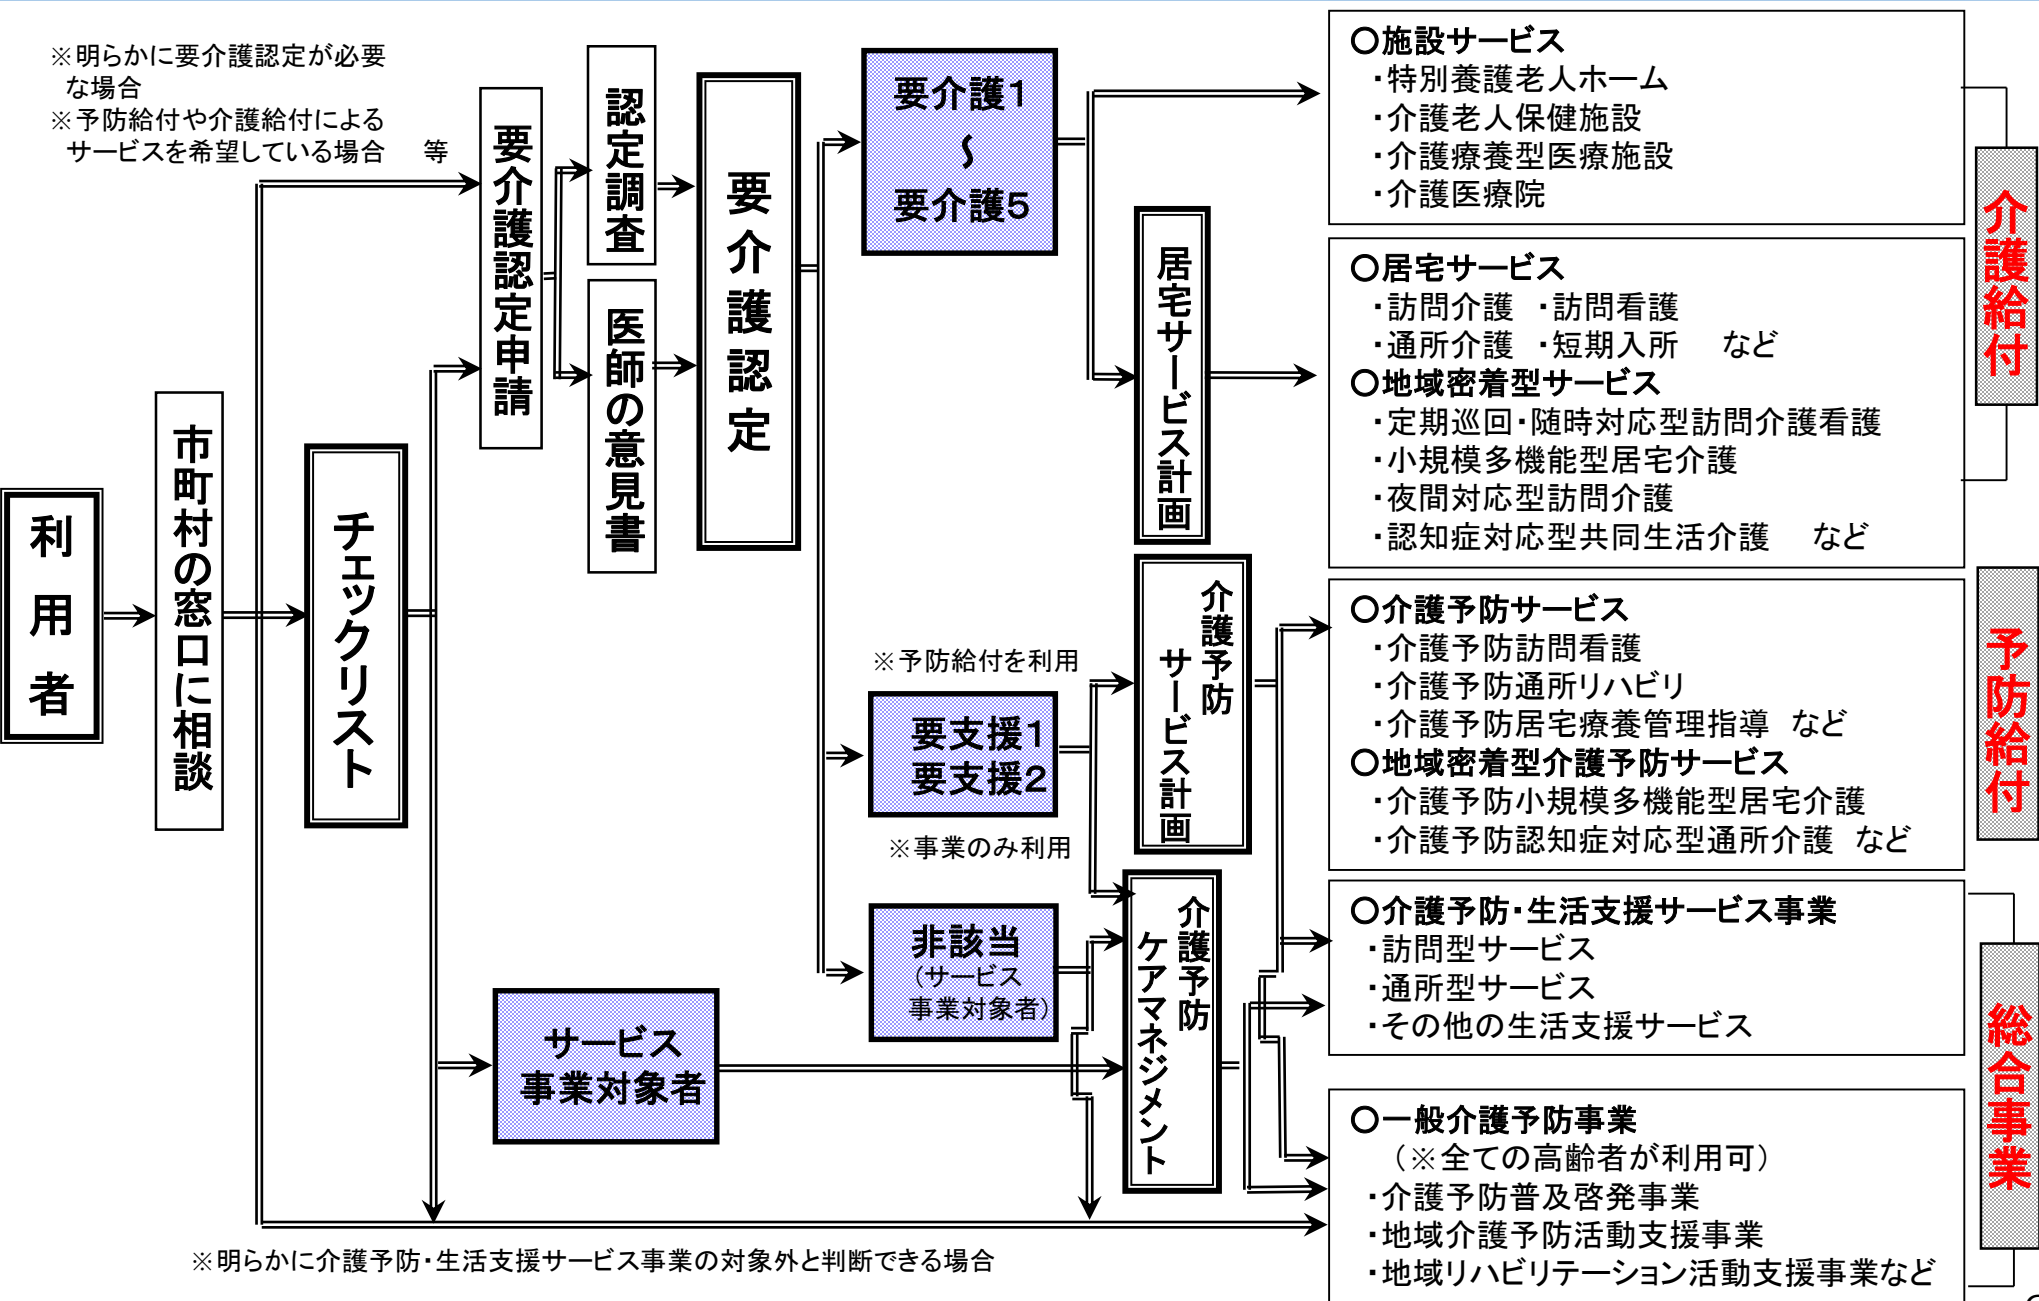 ※明らかに要介護認定が必要
な場合
※予防給付や介護給付による
サービスを希望している場合　等
利用者
市町村の窓口に相談
チェックリスト
要介護認定申請
認定調査
医師の意見書
要介護認定
要介護1
～
要介護5
※予防給付を利用
要支援1
要支援2
※事業のみ利用
非該当
(サービス
事業対象者)
サービス
事業対象者
居宅サービス計画
介護予防
サービス計画
介護予防
ケアマネジメント
○施設サービス
・特別養護老人ホーム
・介護老人保健施設
・介護療養型医療施設
・介護医療院
○居宅サービス
・訪問介護　・訪問看護
・通所介護　・短期入所　など
○地域密着型サービス
・定期巡回・随時対応型訪問介護看護
・小規模多機能型居宅介護
・夜間対応型訪問介護
・認知症対応型共同生活介護　など
○介護予防サービス
・介護予防訪問看護
・介護予防通所リハビリ
・介護予防居宅療養管理指導　など
○地域密着型介護予防サービス
・介護予防小規模多機能型居宅介護
・介護予防認知症対応型通所介護　など
○介護予防・生活支援サービス事業
・訪問型サービス
・通所型サービス
・その他の生活支援サービス
○一般介護予防事業
（※全ての高齢者が利用可）
・介護予防普及啓発事業
・地域介護予防活動支援事業
・地域リハビリテーション活動支援事業など
介護給付
予防給付
総合事業
※明らかに介護予防・生活支援サービス事業の対象外と判断できる場合